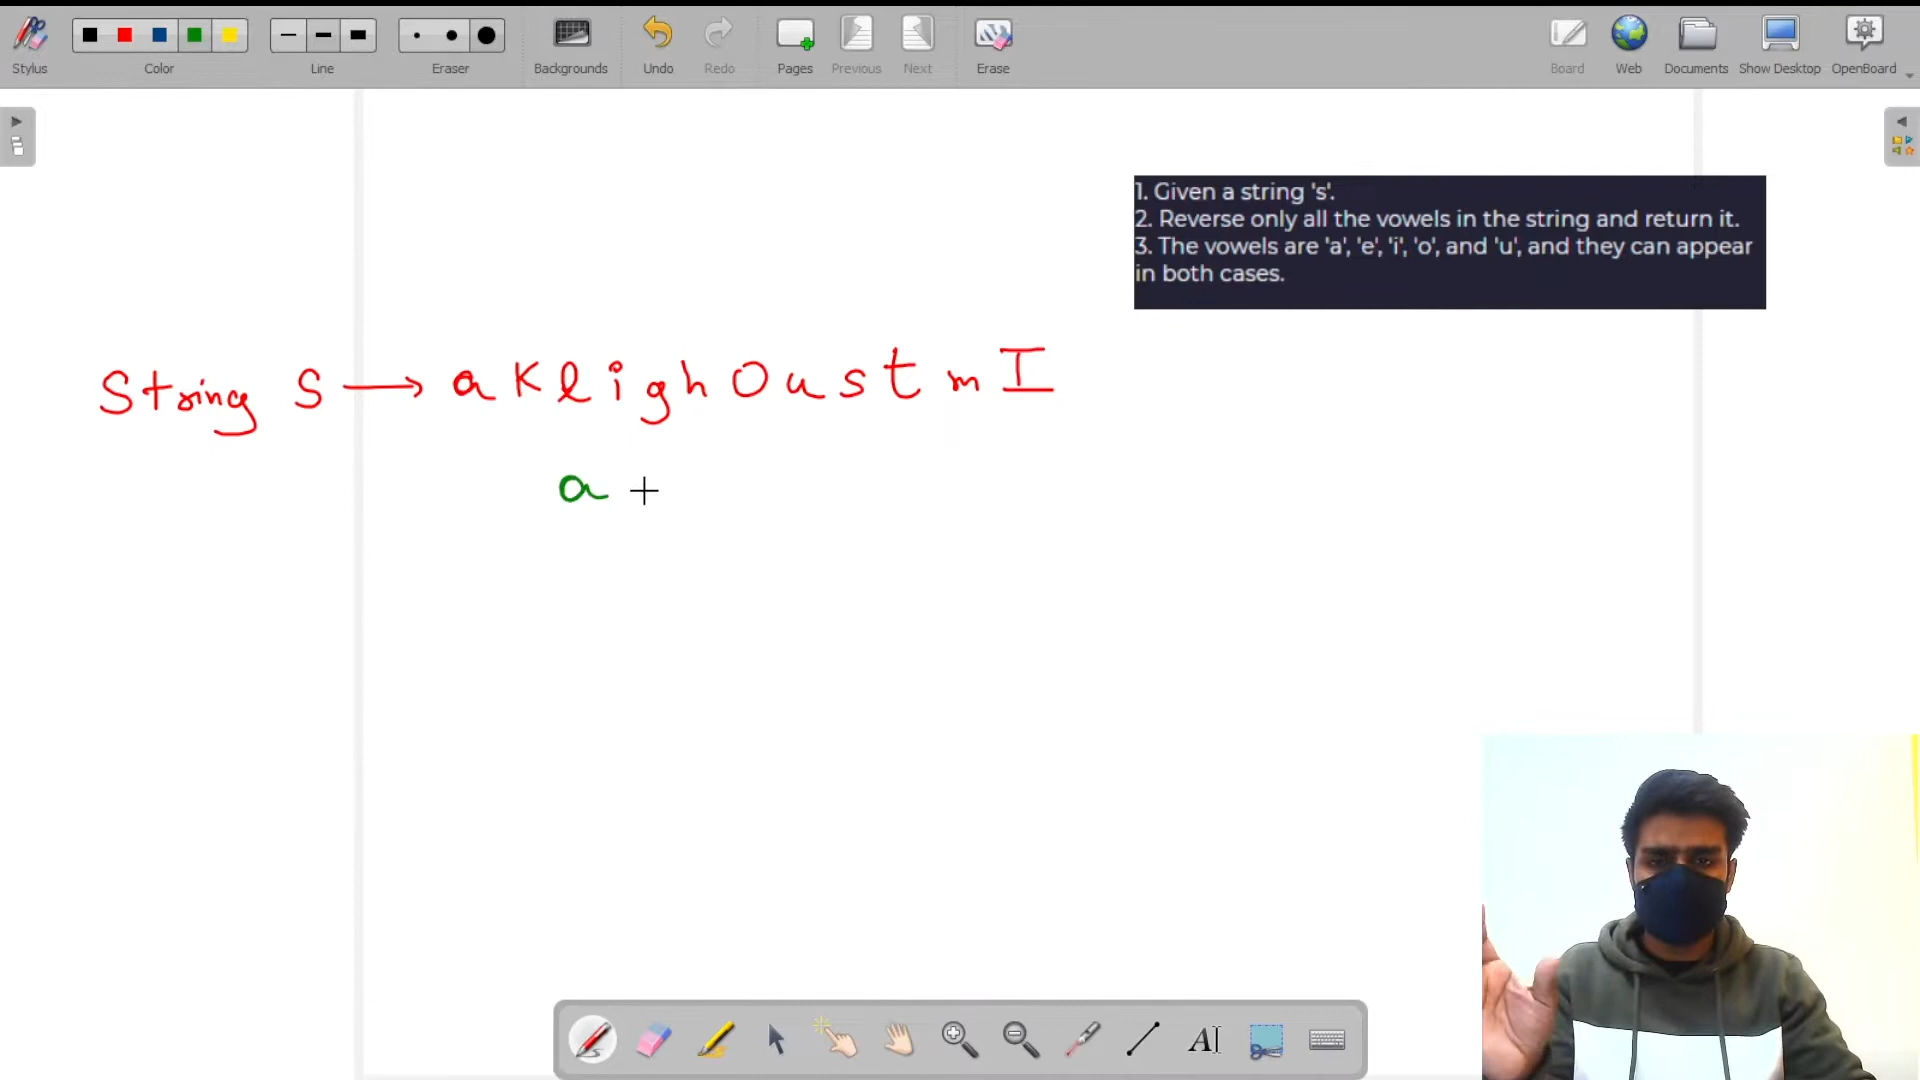 Stylus
Color
Line
Eraser
Backgrounds
Undo
Redo
Pages
Previous
Next
Erase
Board
Web
Documents
Show Desktop
OpenBoard
1. Given a string 's'.
2. Reverse only all the vowels in the string and return it.
3. The vowels are 'a', 'e', 'i', 'o', and 'u', and they can appear
in both cases.
String S → a K l i g h O u s t m I
a